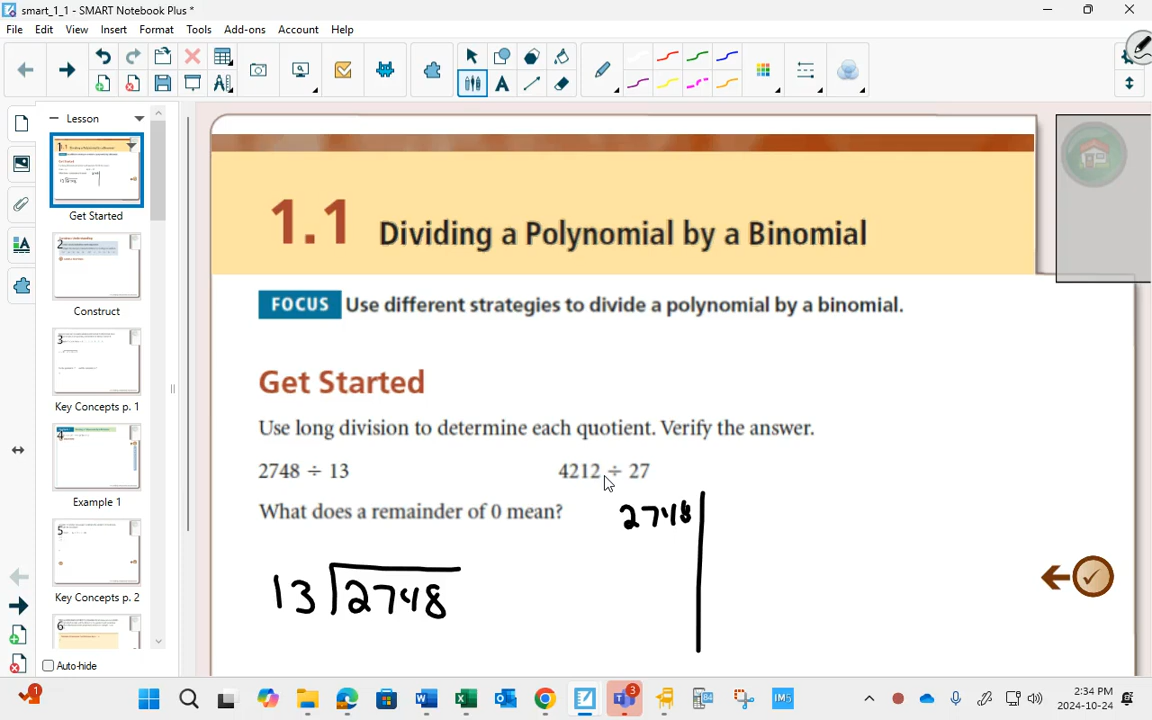 smart_1_1 - SMART Notebook Plus *
File Edit View Insert Format Tools Add-ons Account Help
Lesson
Get Started
Construct
Key Concepts p. 1
Example 1
Key Concepts p. 2
Auto-hide
1.1 Dividing a Polynomial by a Binomial
FOCUS Use different strategies to divide a polynomial by a binomial.
Get Started
Use long division to determine each quotient. Verify the answer.
2748 ÷ 13 4212 ÷ 27
What does a remainder of 0 mean?
2748
13 2748
1 3 IM5
2:34 PM
2024-10-24